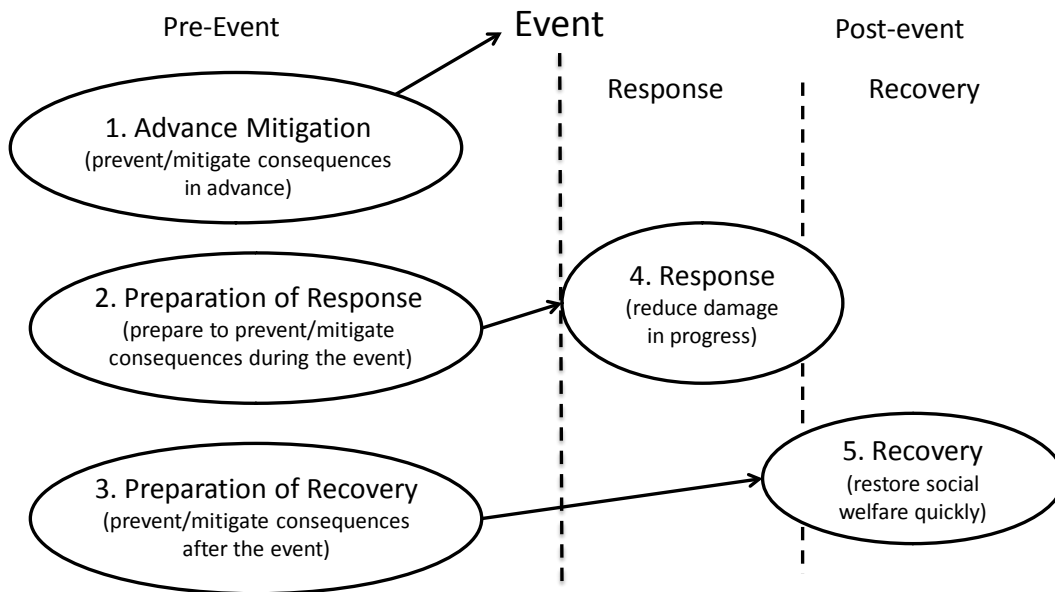 Pre-Event
Event
Post-event
Response
Recovery
1. Advance Mitigation
(prevent/mitigate consequences
in advance)
2. Preparation of Response
(prepare to prevent/mitigate
consequences during the event)
4. Response
(reduce damage
in progress)
3. Preparation of Recovery
(prevent/mitigate consequences
after the event)
5. Recovery
(restore social
welfare quickly)